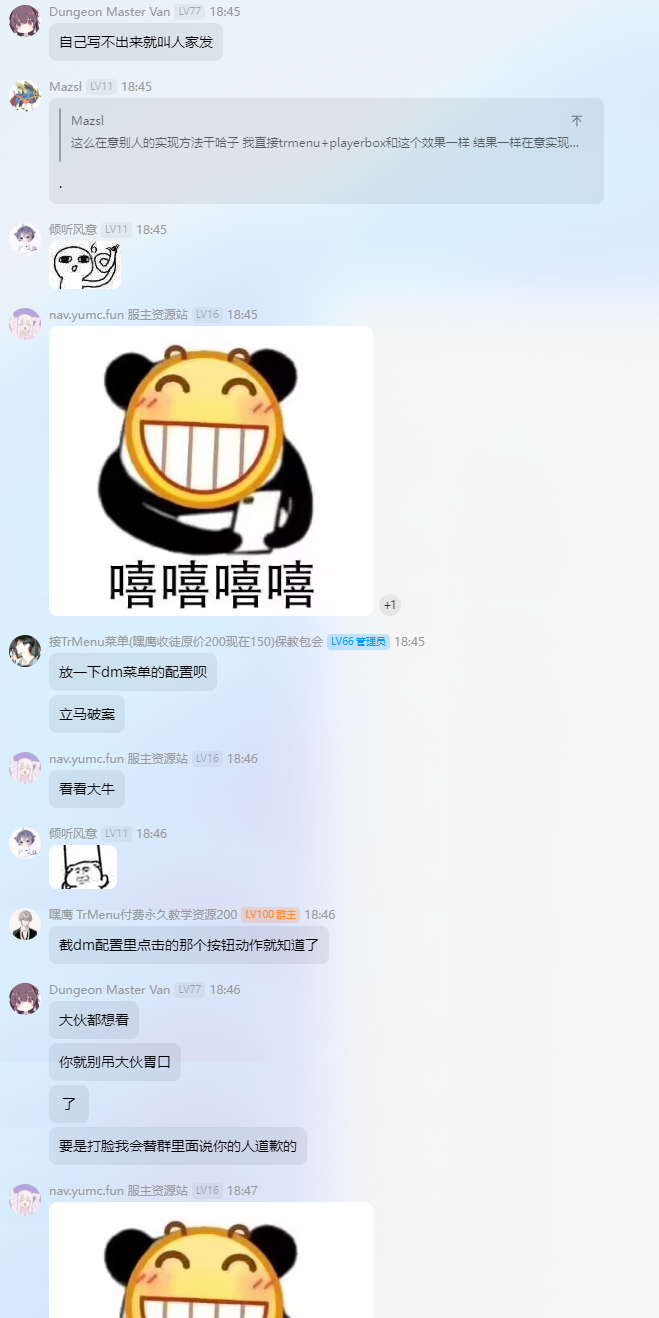 Dungeon Master Van LV77 18:45
自己写不出来就叫人家发
Mazsl LV11 18:45
Mazsl
这么在意别人的实现方法干哈子 我直接trmenu+playerbox和这个效果一样 结果一样在意实现...
.
倾听风意 LV11 18:45
6
nav.yumc.fun 服主资源站 LV16 18:45
嘻嘻嘻嘻
+1
接TrMenu菜单(嘿鹰收徒原价200现在150)保教包会 LV66 管理员 18:45
放一下dm菜单的配置呗
立马破案
nav.yumc.fun 服主资源站 LV16 18:46
看看大牛
倾听风意 LV11 18:46
嘿鹰 TrMenu付费永久教学资源200 LV100 群主 18:46
截dm配置里点击的那个按钮动作就知道了
Dungeon Master Van LV77 18:46
大伙都想看
你就别吊大伙胃口
了
要是打脸我会替群里面说你的人道歉的
nav.yumc.fun 服主资源站 LV16 18:47